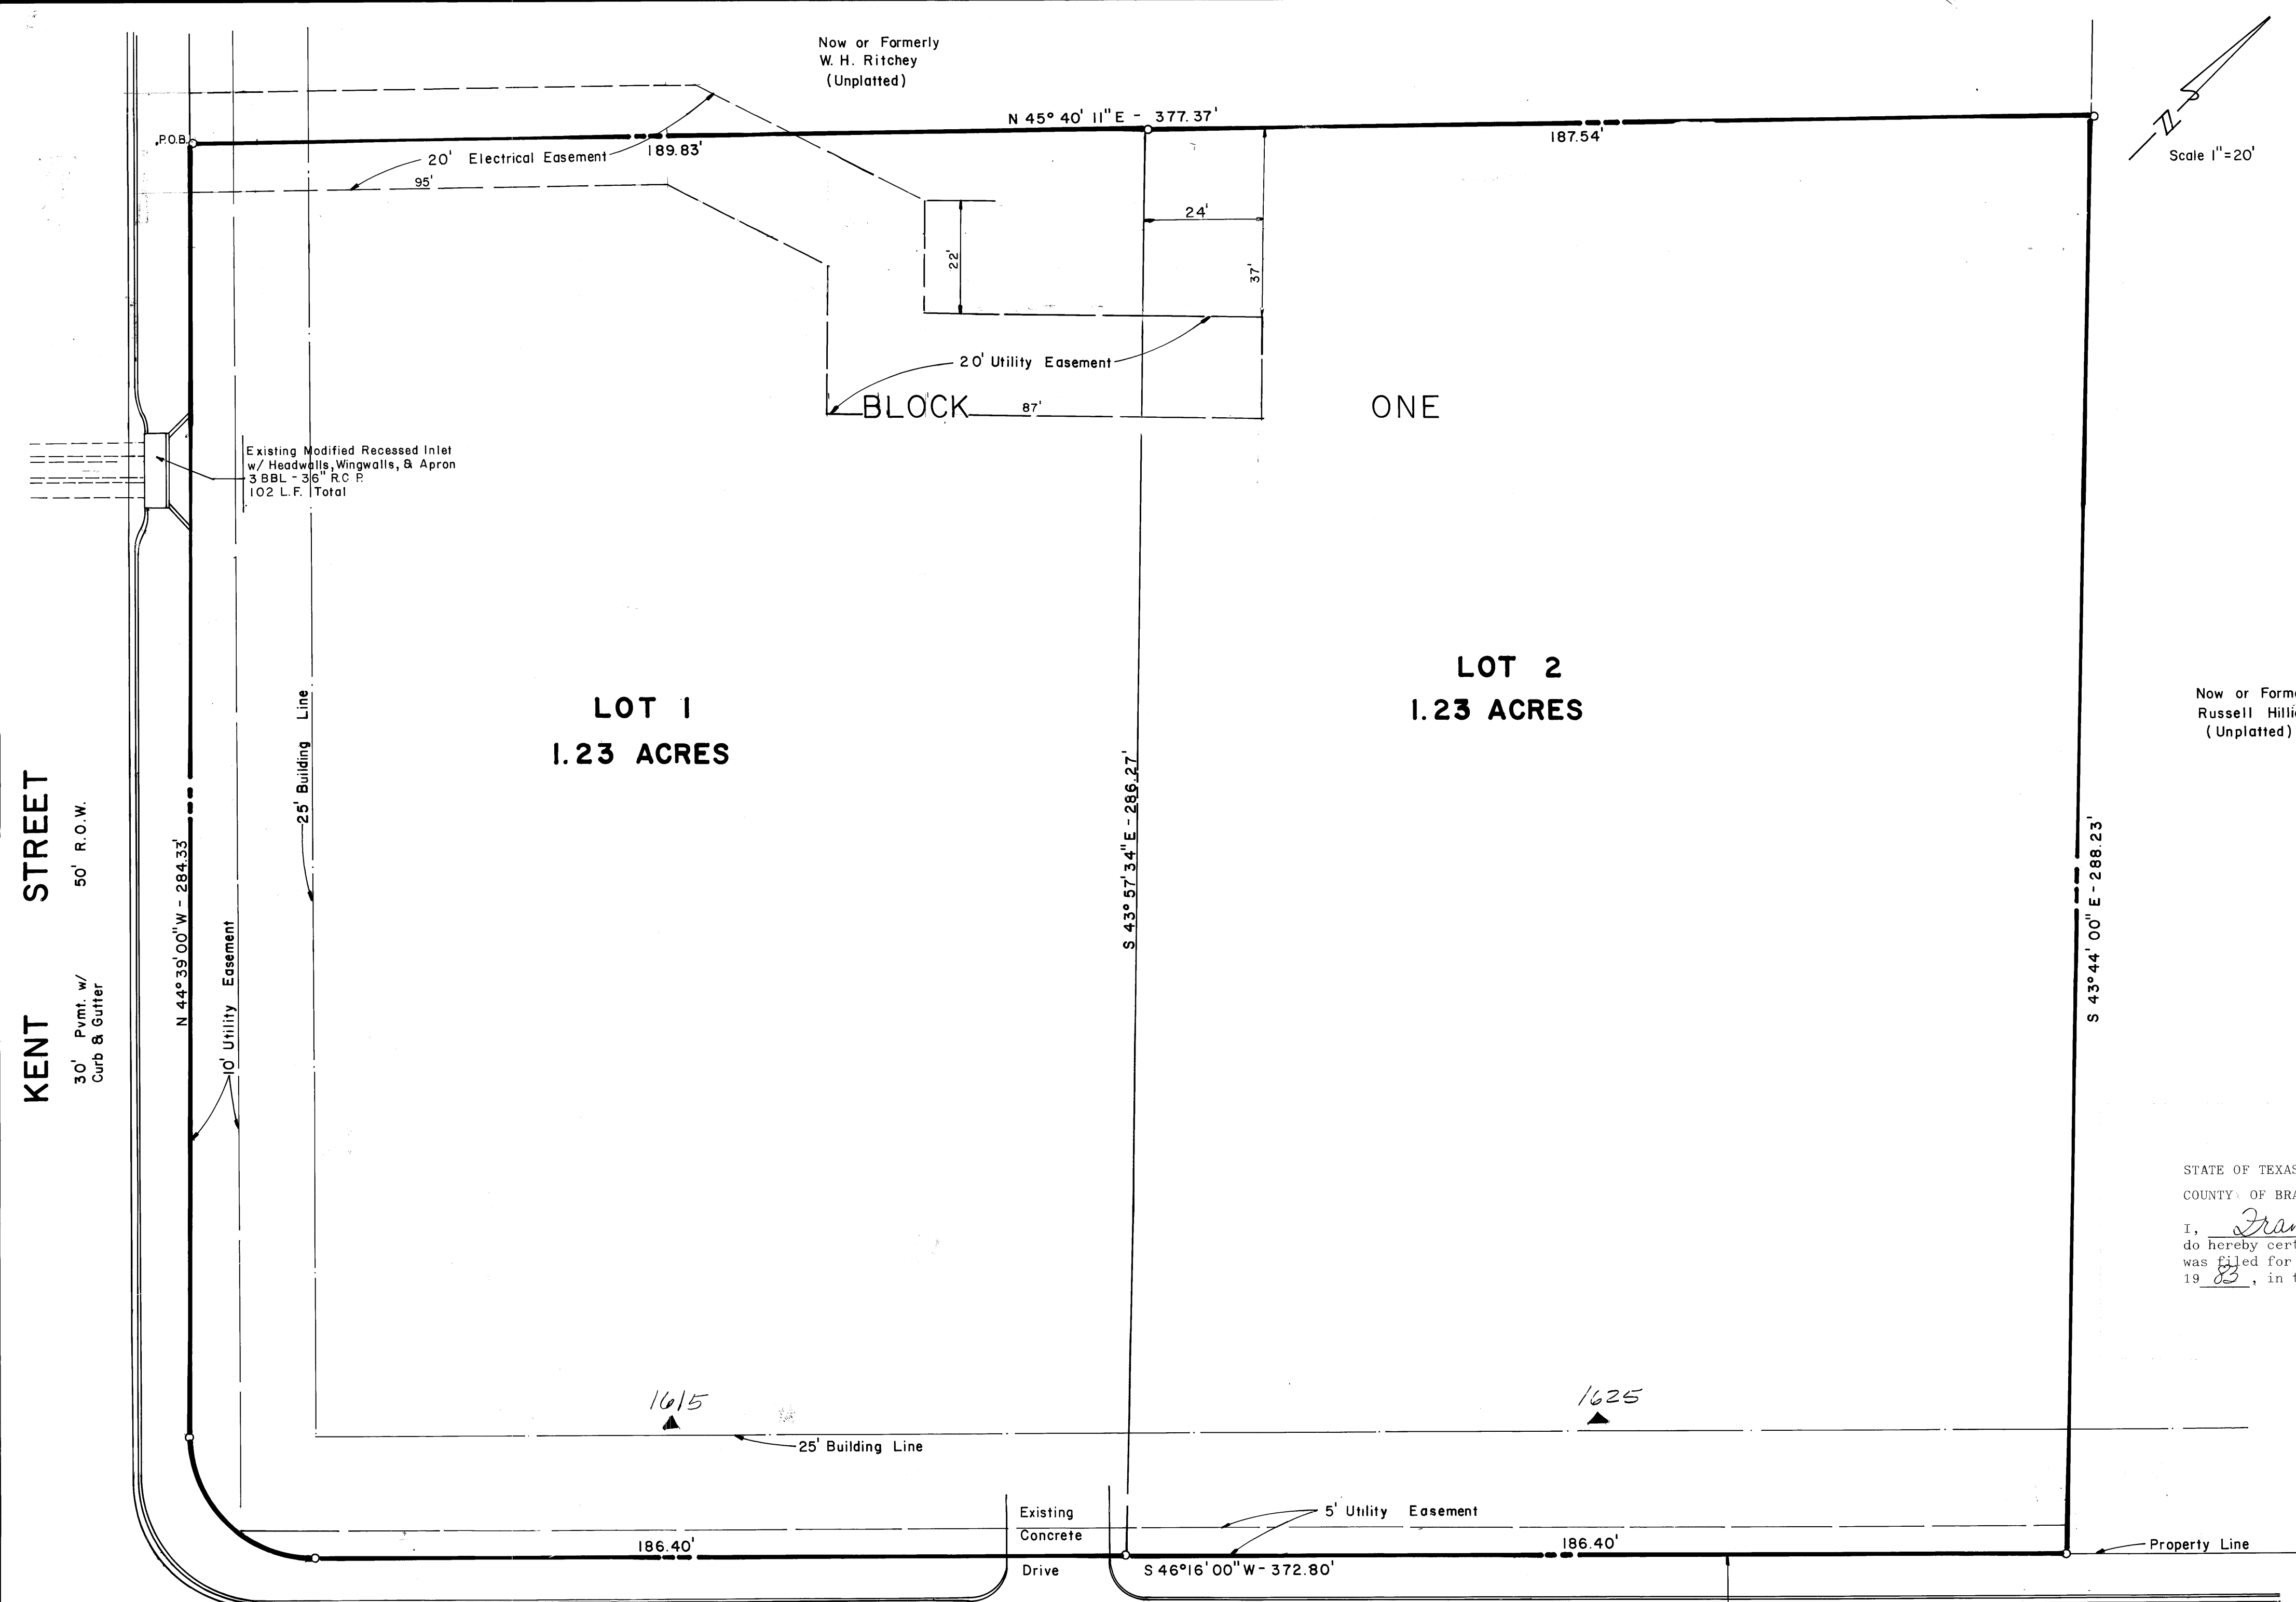 Now or Formerly
W. H. Ritchey
(Unplatted)
N 45° 40' 11" E - 377.37'
P.O.B.
189.83'
187.54'
20' Electrical Easement
95'
Scale 1"=20'
24'
22'
37'
20' Utility Easement
BLOCK ONE
87'
Existing Modified Recessed Inlet
w/ Headwalls, Wingwalls, & Apron
3 BBL - 36" R.C.P.
102 L.F. Total
LOT 1
1.23 ACRES
LOT 2
1.23 ACRES
Now or
Russell
(Unplatted)
KENT STREET
50' R.O.W.
30' Pvmt. w/
Curb & Gutter
N 44° 39' 00" W - 284.33'
10' Utility Easement
25' Building Line
S 43° 57' 34" E - 286.27'
S 43° 44' 00" E - 288.23'
STATE OF TEXAS
COUNTY OF
I,
do hereby
was filed for
19 83, in
1615
1625
25' Building Line
Existing
Concrete
Drive
5' Utility Easement
186.40'
186.40'
S 46° 16' 00" W - 372.80'
Property Line